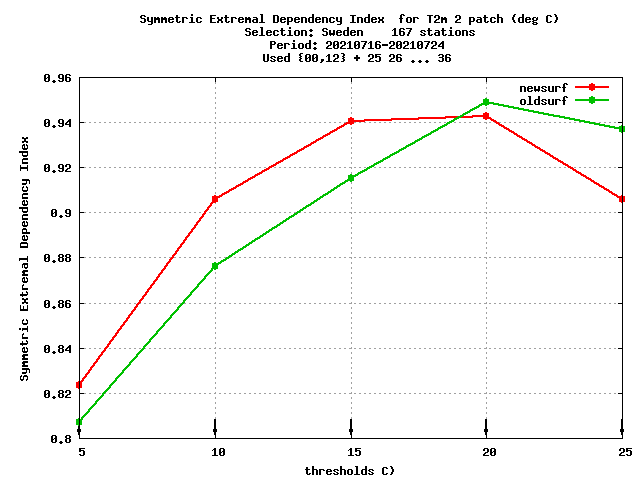 Symmetric Extremal Dependency Index  for T2m 2 patch (deg C)
Selection: Sweden    167 stations
Period: 20210716-20210724
Used {00,12} + 25 26 ... 36
newsurf
oldsurf
Symmetric Extremal Dependency Index
0.96
0.94
0.92
0.9
0.88
0.86
0.84
0.82
0.8
5 10 15 20 25
thresholds C)